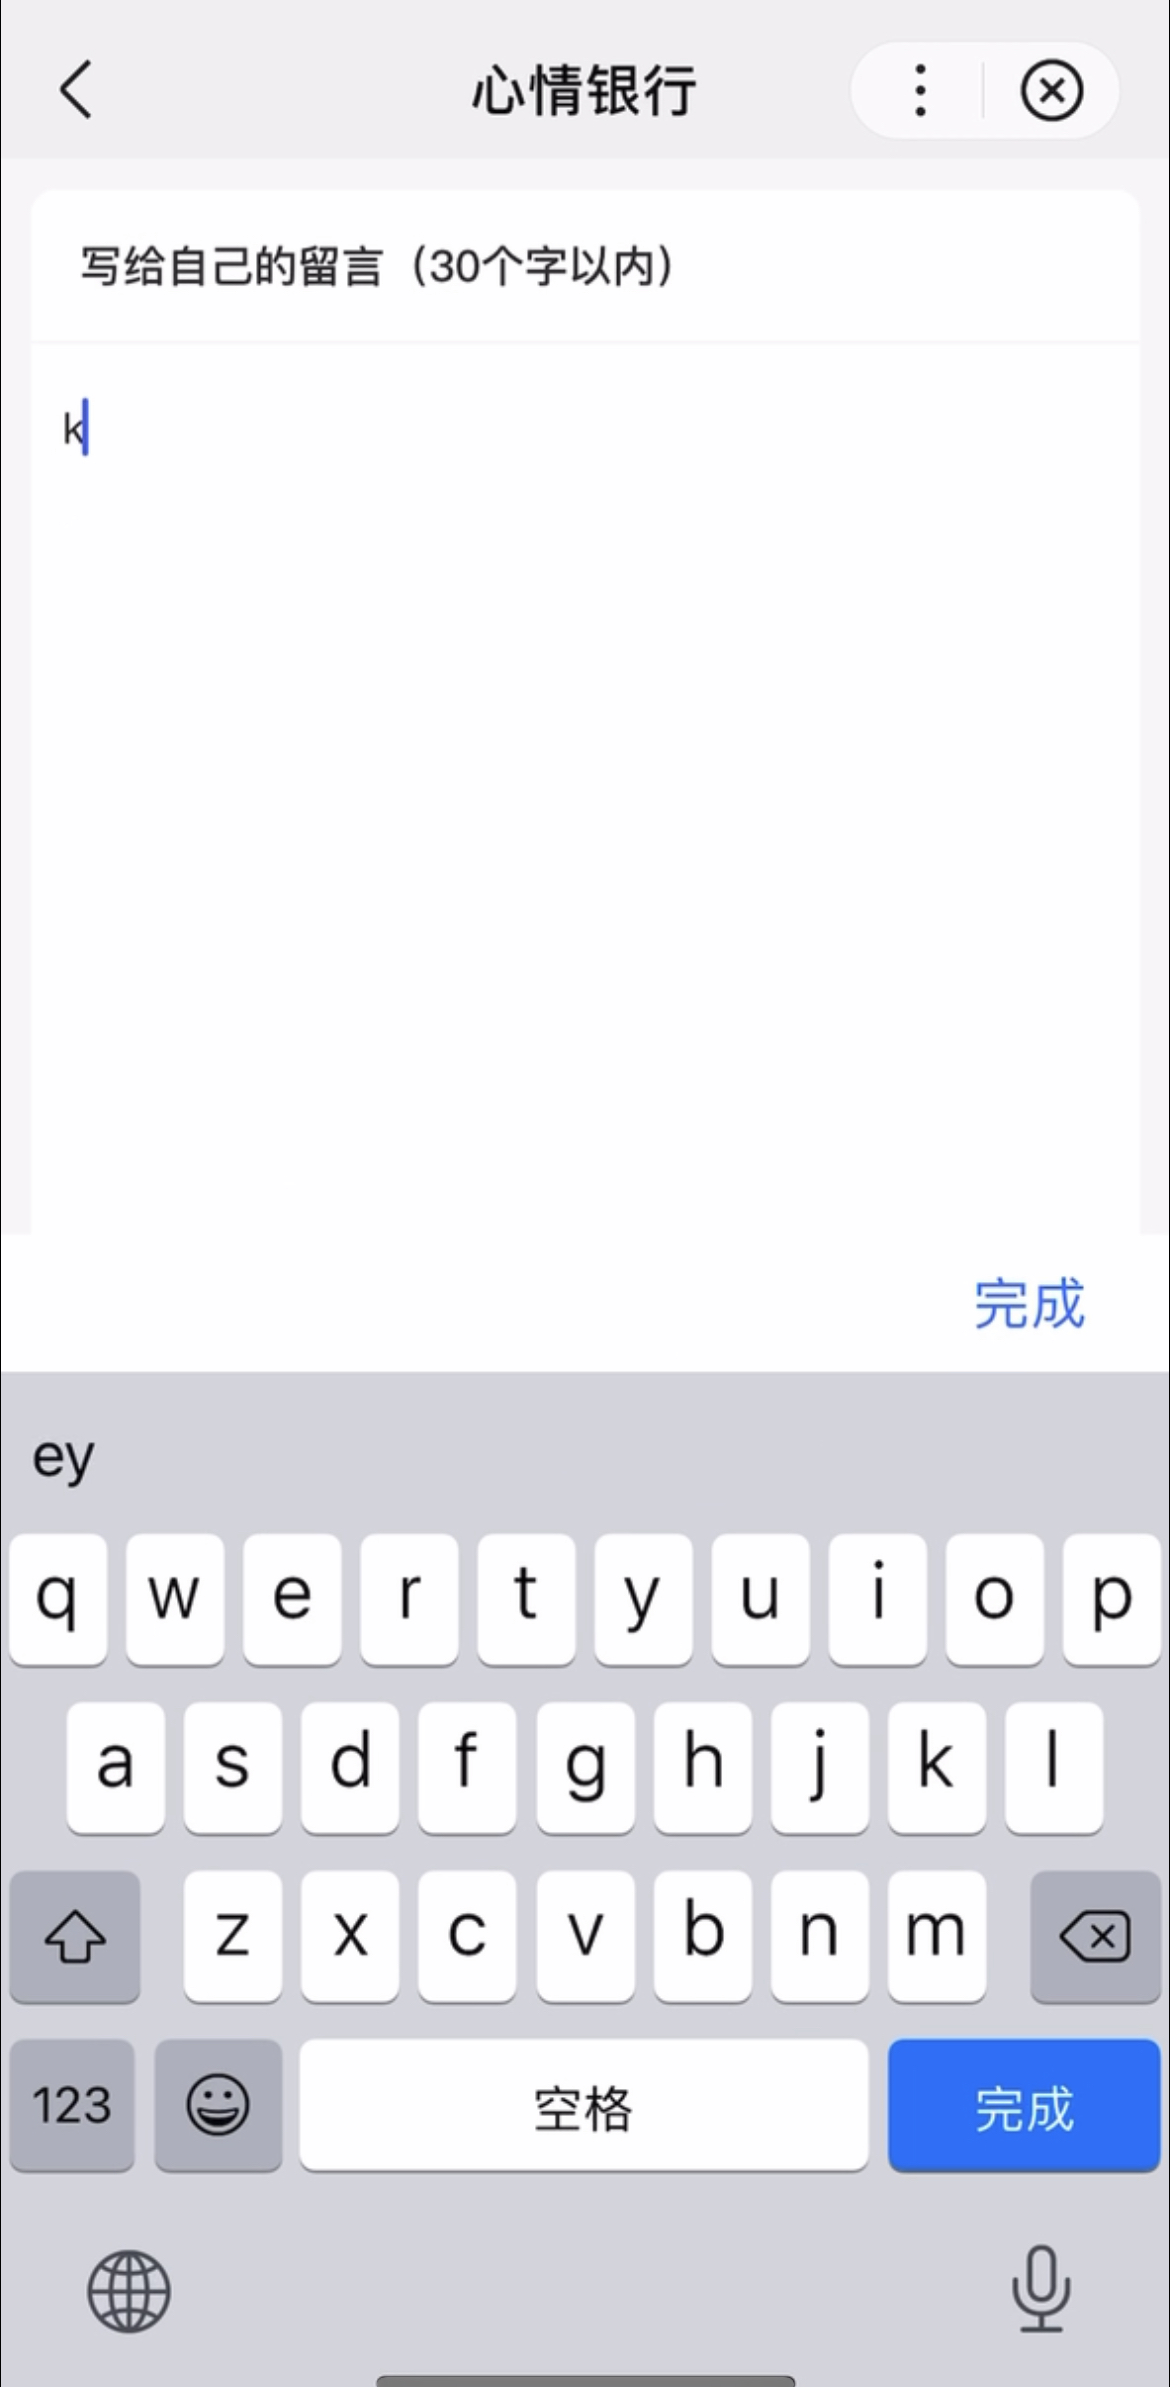 心情银行
写给自己的留言（30个字以内）
k
完成
ey
q w e r t y u i o p
a s d f g h j k l
z x c v b n m
123 空格 完成